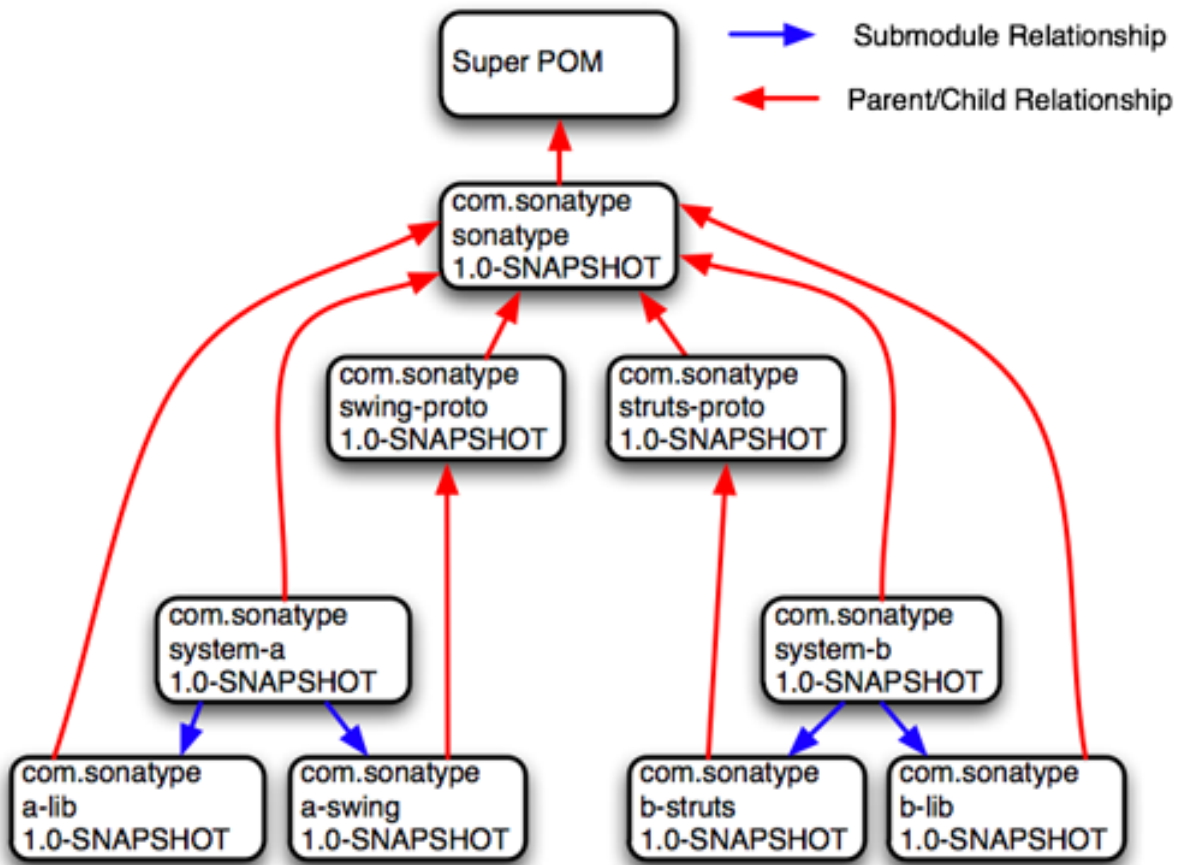 Super POM
Submodule Relationship
Parent/Child Relationship
com.sonatype
sonatype
1.0-SNAPSHOT
com.sonatype
swing-proto
1.0-SNAPSHOT
com.sonatype
struts-proto
1.0-SNAPSHOT
com.sonatype
system-a
1.0-SNAPSHOT
com.sonatype
system-b
1.0-SNAPSHOT
com.sonatype
a-lib
1.0-SNAPSHOT
com.sonatype
a-swing
1.0-SNAPSHOT
com.sonatype
b-struts
1.0-SNAPSHOT
com.sonatype
b-lib
1.0-SNAPSHOT